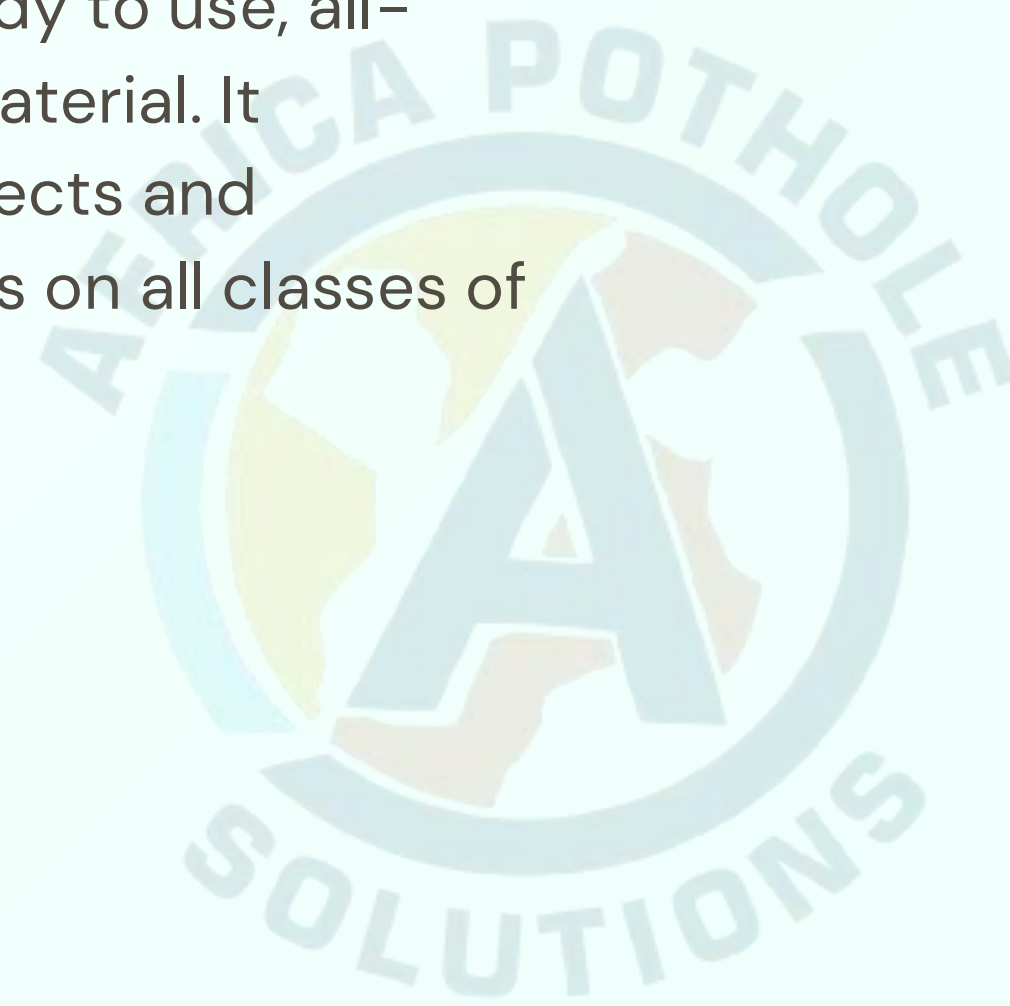 dy to use, all-
aterial. It
ects and
s on all classes of
AFRICA POTHOLE
A
SOLUTIONS